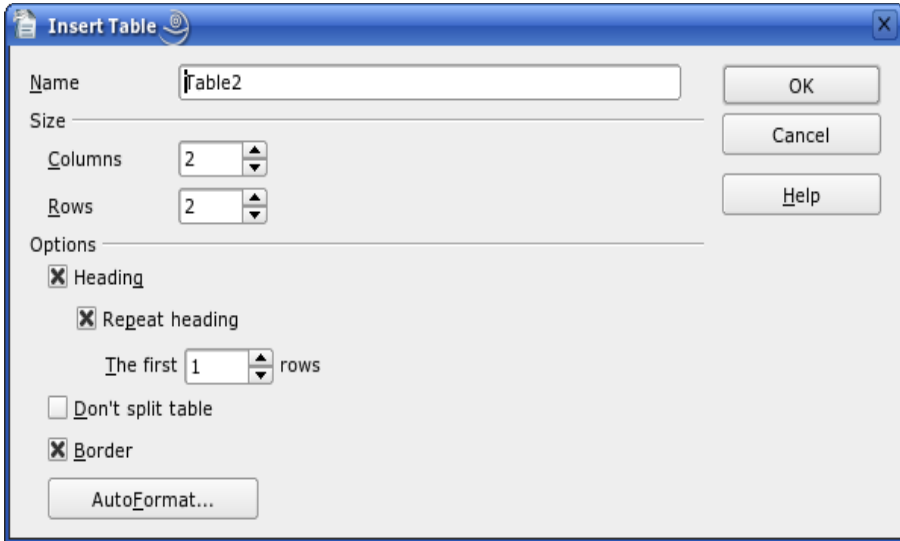 Insert Table
Name Table2 OK
Size
Cancel
Columns 2
Rows 2 Help
Options
Heading
Repeat heading
The first 1 rows
Don't split table
Border
AutoFormat...